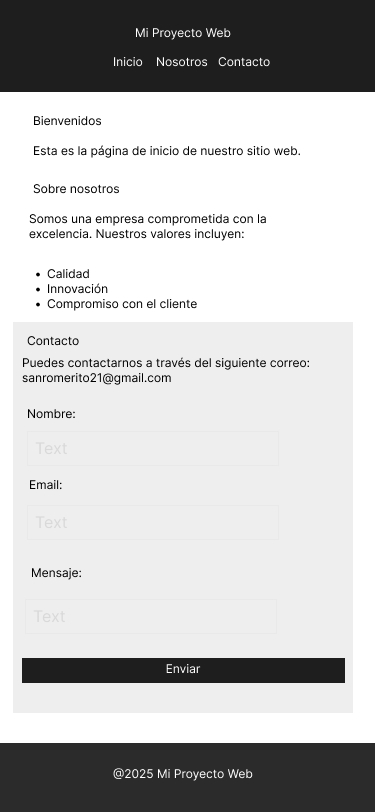 Mi Proyecto Web
Inicio Nosotros Contacto
Bienvenidos
Esta es la página de inicio de nuestro sitio web.
Sobre nosotros
Somos una empresa comprometida con la
excelencia. Nuestros valores incluyen:
• Calidad
• Innovación
• Compromiso con el cliente
Contacto
Puedes contactarnos a través del siguiente correo:
sanromerito21@gmail.com
Nombre:
Text
Email:
Text
Mensaje:
Text
Enviar
@2025 Mi Proyecto Web